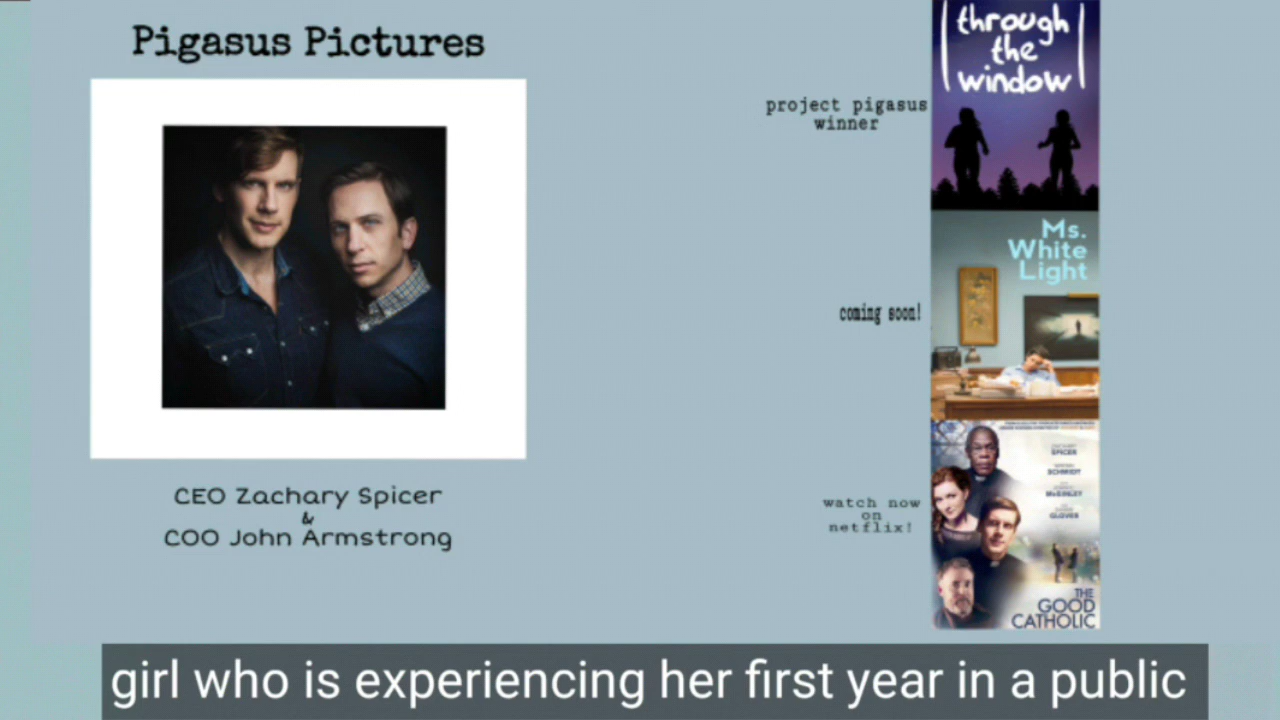 Pigasus Pictures
CEO Zachary Spicer
&
COO John Armstrong
project pigasus
winner
through
the
window
coming soon!
Ms.
White
Light
watch now
on
netflix!
SPICER
SCHMIDT
McGINLEY
GLOVER
THE
GOOD
CATHOLIC
girl who is experiencing her first year in a public